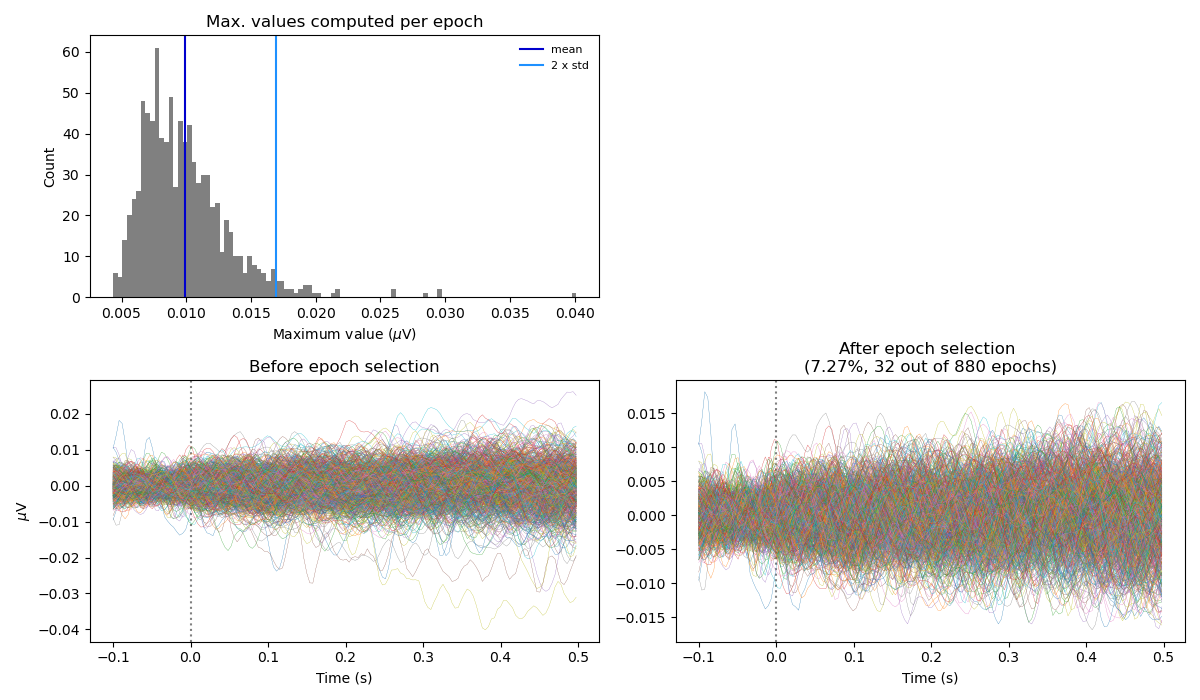 Max. values computed per epoch
mean
2 x std
Count
60
50
40
30
20
10
0
0.005 0.010 0.015 0.020 0.025 0.030 0.035 0.040
Maximum value (μV)
Before epoch selection
μV
0.02
0.01
0.00
−0.01
−0.02
−0.03
−0.04
−0.1 0.0 0.1 0.2 0.3 0.4 0.5
Time (s)
After epoch selection
(7.27%, 32 out of 880 epochs)
0.015
0.010
0.005
0.000
−0.005
−0.010
−0.015
−0.1 0.0 0.1 0.2 0.3 0.4 0.5
Time (s)